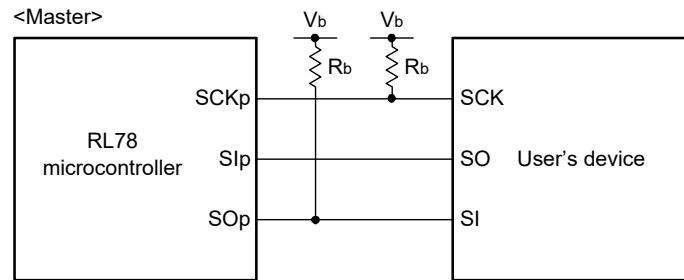 <Master>
Vb Vb
Rb Rb
SCKp SCK
RL78
microcontroller
SIp SO
User's device
SOp SI